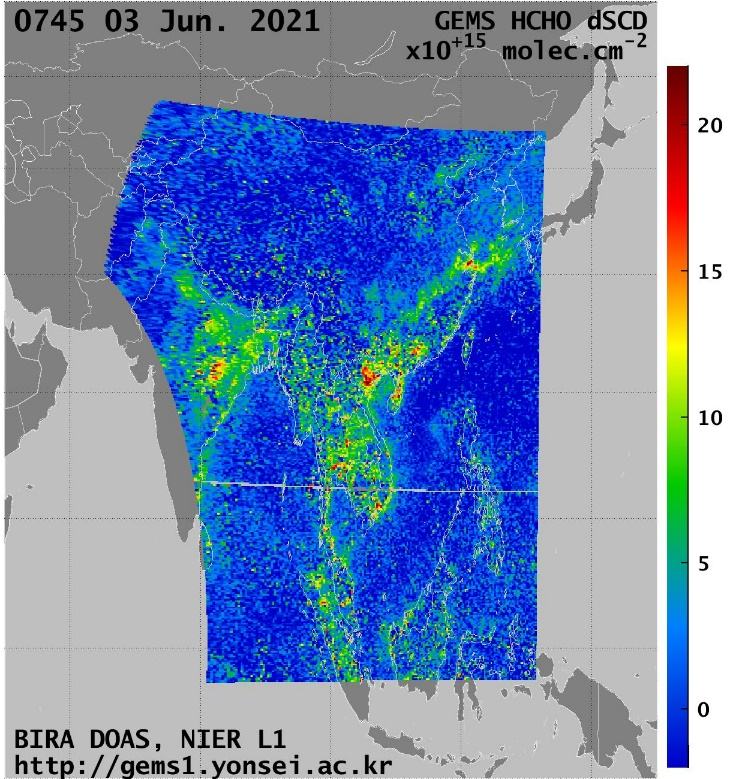 0745 03 Jun. 2021
GEMS HCHO dSCD
x10+15 molec.cm-2
20
15
10
5
0
BIRA DOAS, NIER L1
http://gems1.yonsei.ac.kr